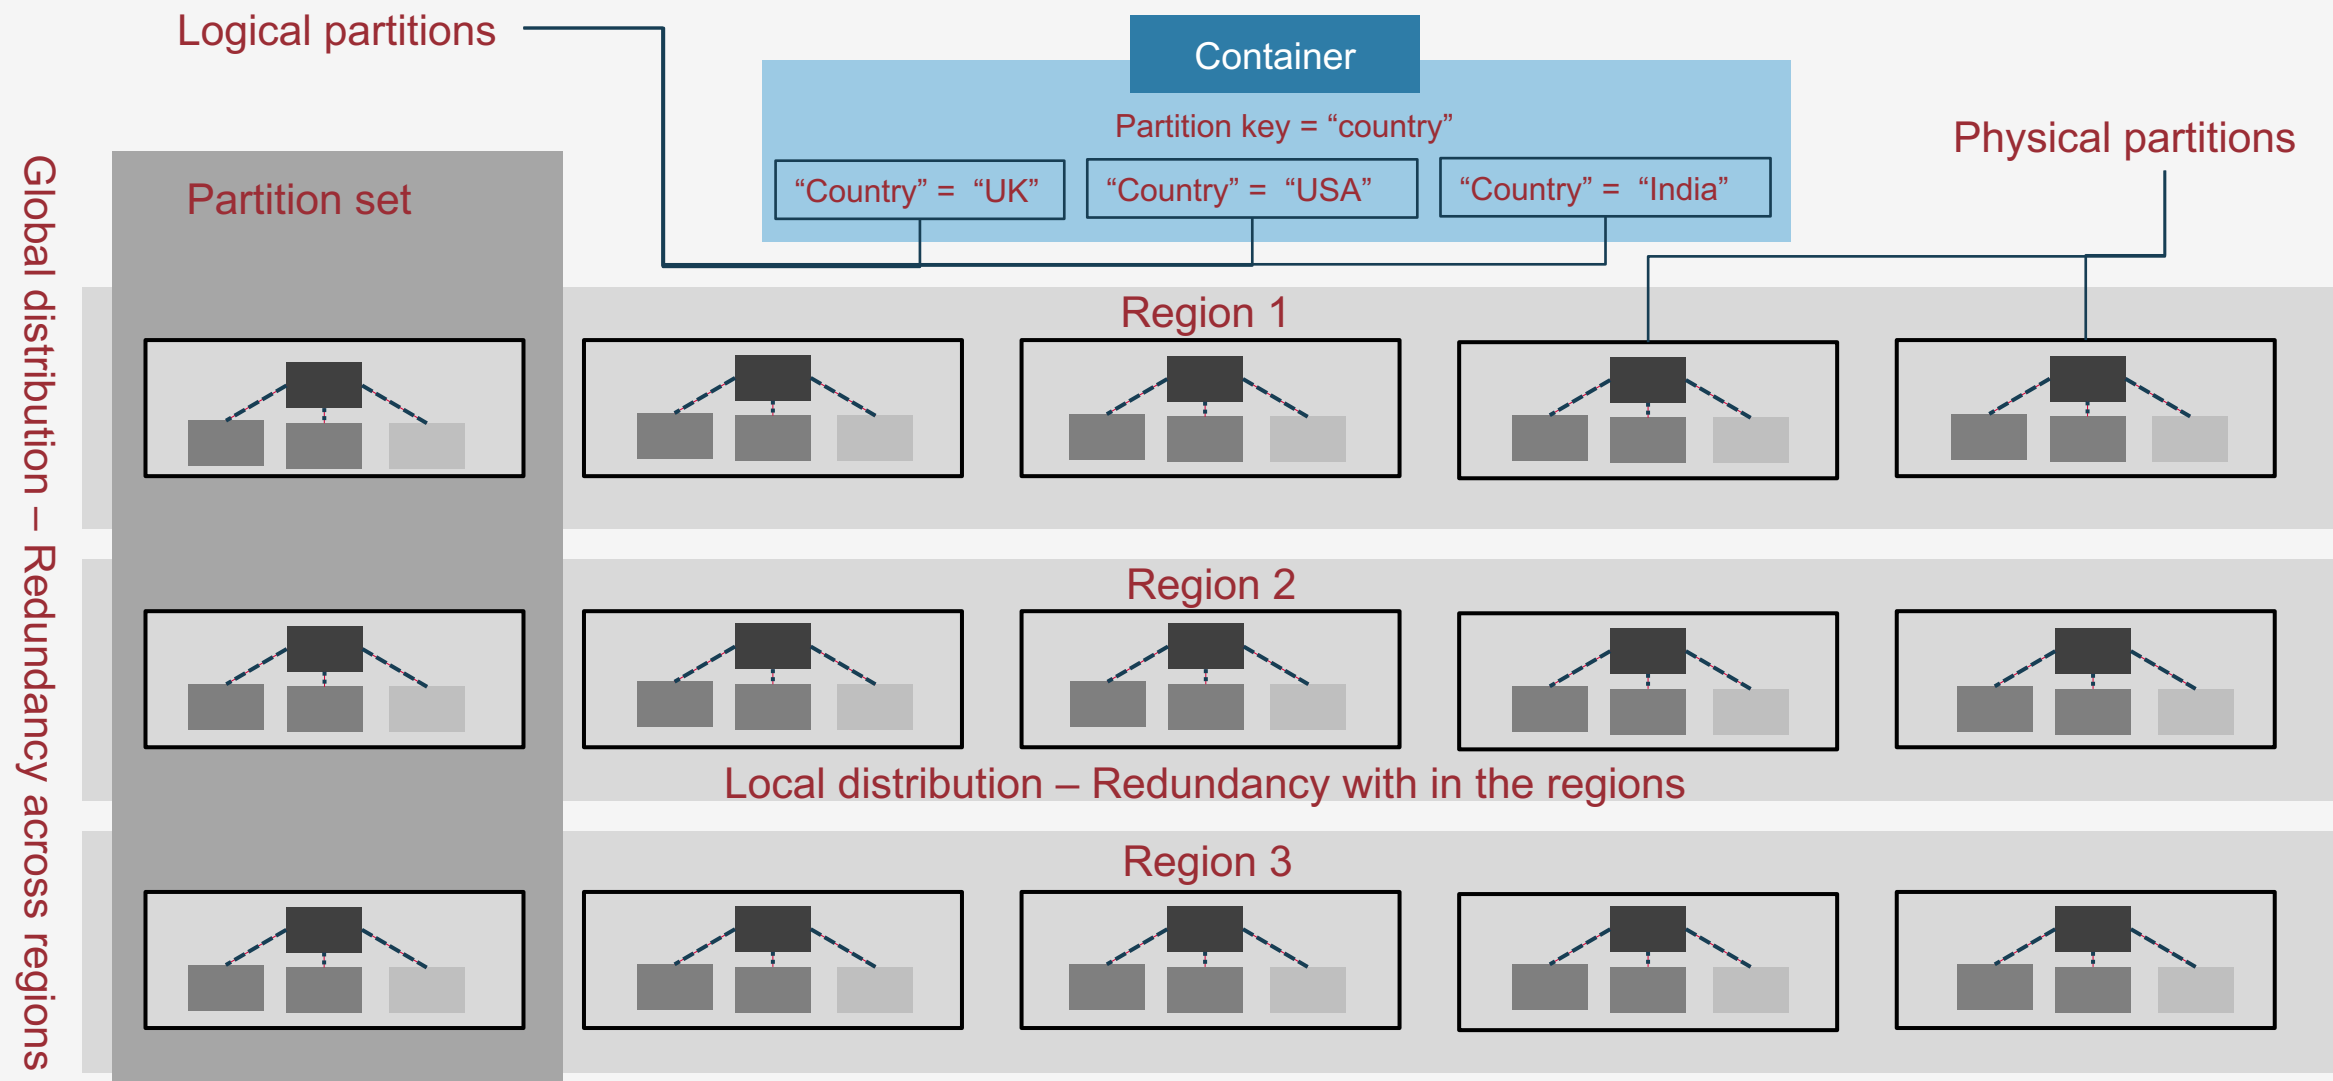 Logical partitions
Container
Partition key = “country”
Physical partitions
“Country” = “UK”
“Country” = “USA”
“Country” = “India”
Partition set
Global distribution – Redundancy across regions
Region 1
Region 2
Local distribution – Redundancy with in the regions
Region 3